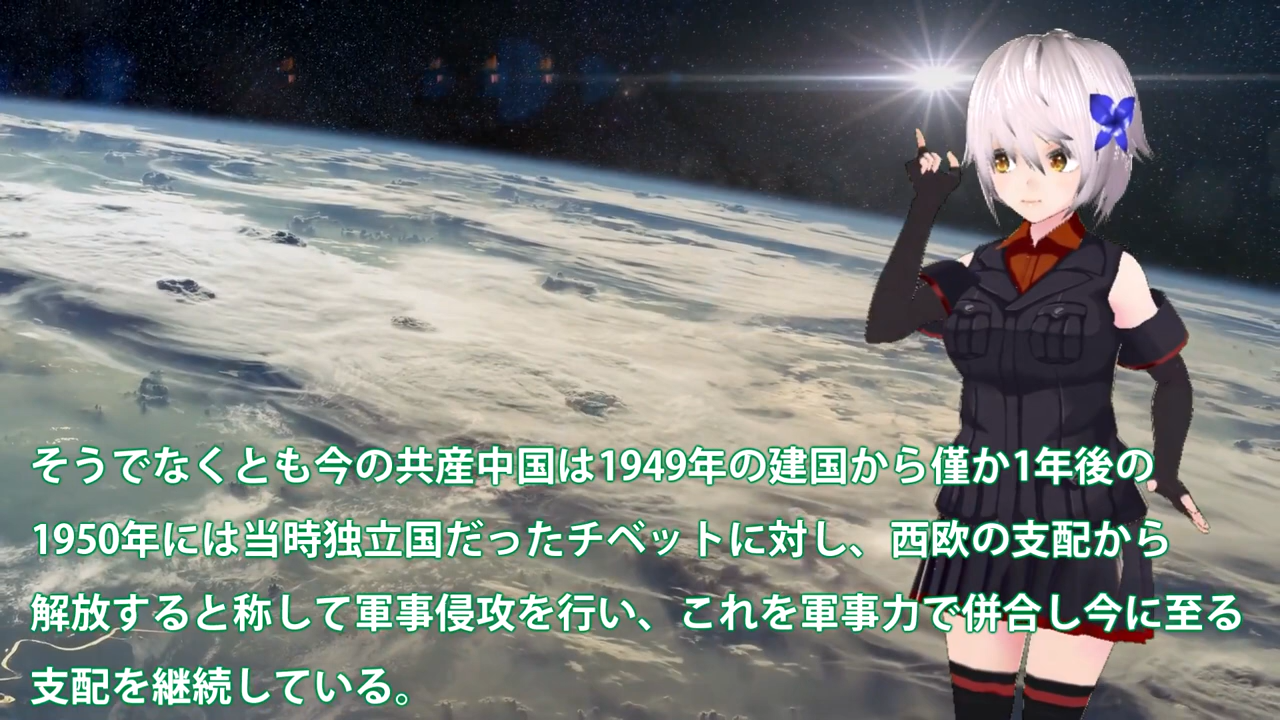 そうでなくとも今の共産中国は1949年の建国から僅か1年後の
1950年には当時独立国だったチベットに対し、西欧の支配から
解放すると称して軍事侵攻を行い、これを軍事力で併合し今に至る
支配を継続している。